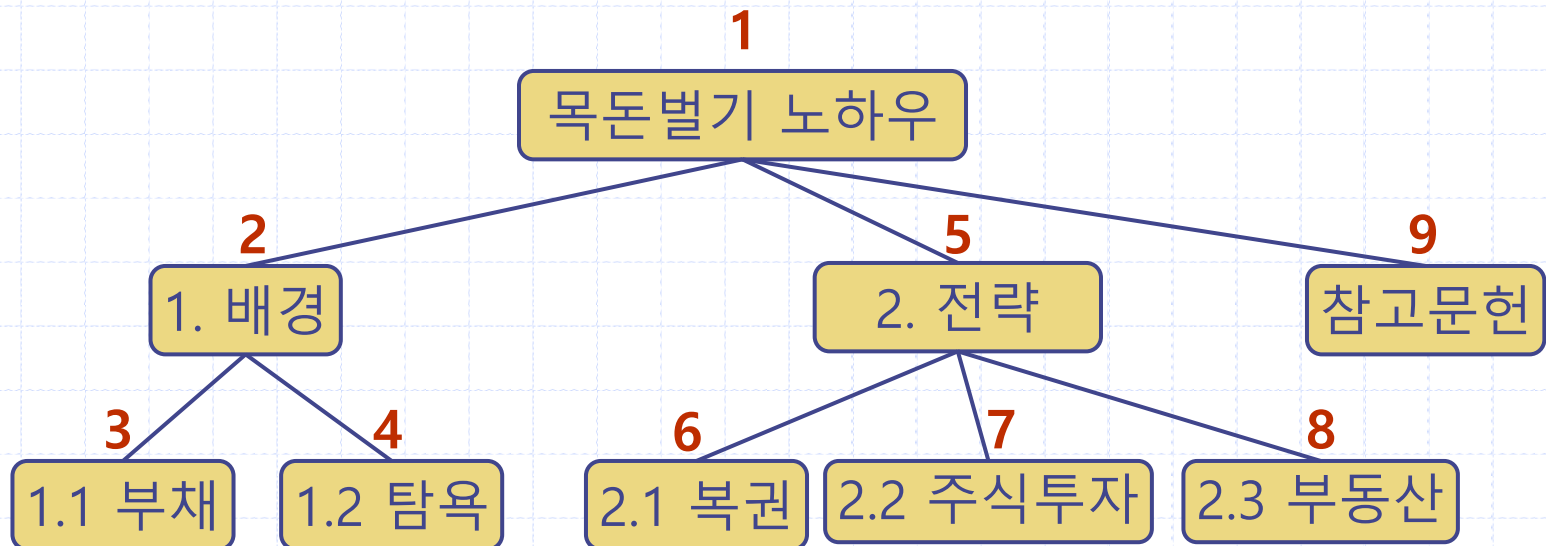 1
목돈벌기 노하우
2 5 9
1. 배경 2. 전략 참고문헌
3 4 6 7 8
1.1 부채 1.2 탐욕 2.1 복권 2.2 주식투자 2.3 부동산